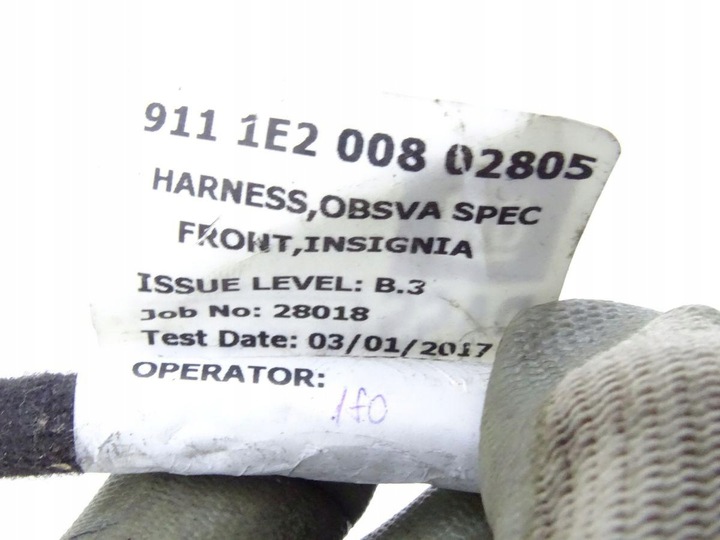 911 1E2 008 02805
HARNESS,OBSVA SPEC
FRONT,INSIGNIA
ISSUE LEVEL: B.3
Job No: 28018
Test Date: 03/01/2017
OPERATOR: